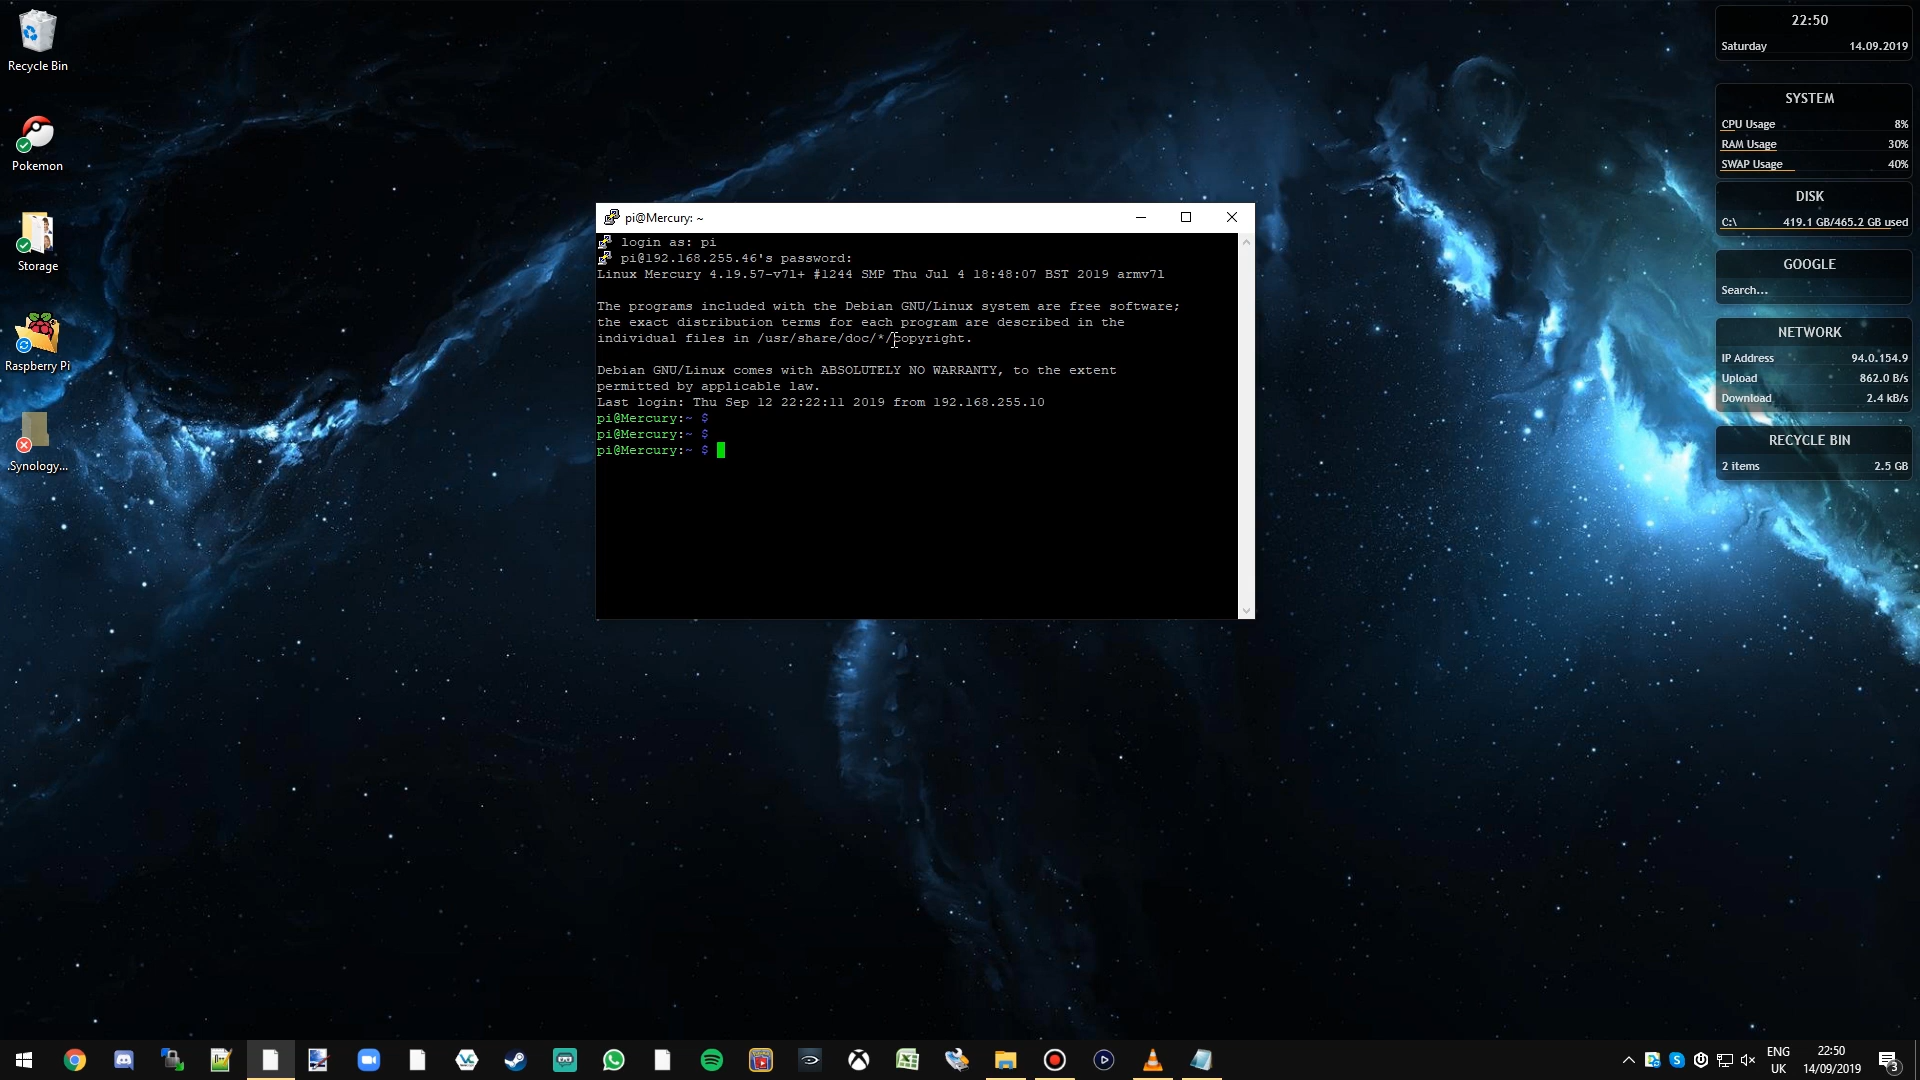 Recycle Bin
Pokemon
Storage
Raspberry Pi
.Synology...
pi@Mercury: ~
login as: pi
pi@192.168.255.46's password:
Linux Mercury 4.19.57-v7l+ #1244 SMP Thu Jul 4 18:48:07 BST 2019 armv7l
The programs included with the Debian GNU/Linux system are free software;
the exact distribution terms for each program are described in the
individual files in /usr/share/doc/*/copyright.
Debian GNU/Linux comes with ABSOLUTELY NO WARRANTY, to the extent
permitted by applicable law.
Last login: Thu Sep 12 22:22:11 2019 from 192.168.255.10
pi@Mercury:~ $
pi@Mercury:~ $
pi@Mercury:~ $
22:50
Saturday 14.09.2019
SYSTEM
CPU Usage 8%
RAM Usage 30%
SWAP Usage 40%
DISK
C:\ 419.1 GB/465.2 GB used
GOOGLE
Search...
NETWORK
IP Address 94.0.154.9
Upload 862.0 B/s
Download 2.4 kB/s
RECYCLE BIN
2 items 2.5 GB
ENG
UK
22:50
14/09/2019
3